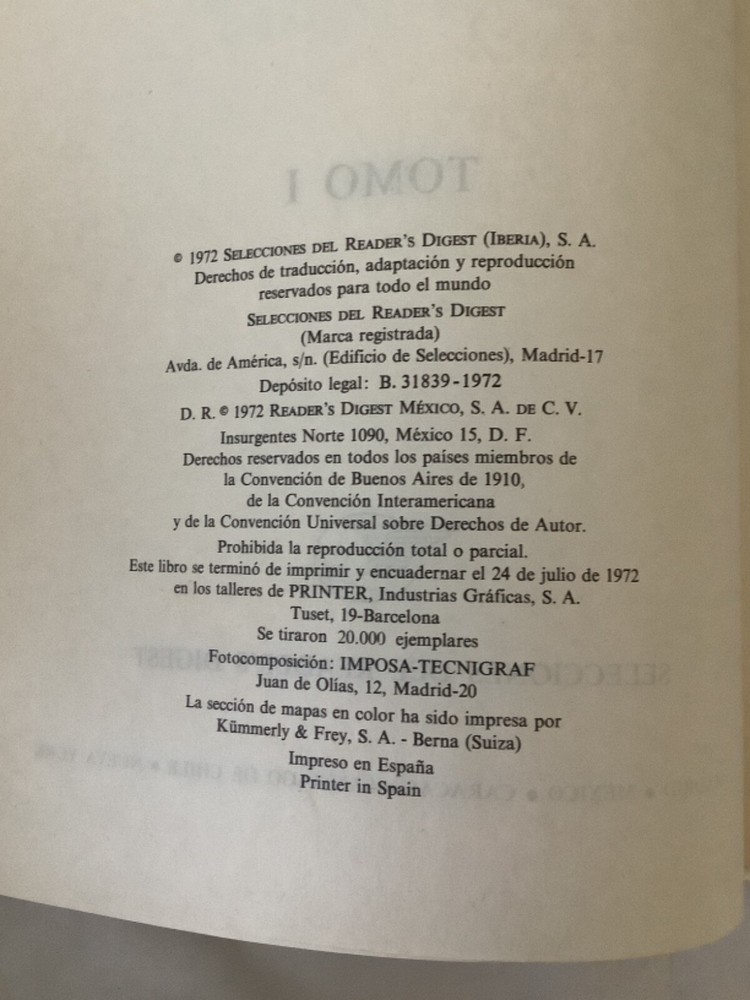 TOMO I
© 1972 SELECCIONES DEL READER'S DIGEST (IBERIA), S. A.
Derechos de traducción, adaptación y reproducción
reservados para todo el mundo
SELECCIONES DEL READER'S DIGEST
(Marca registrada)
Avda. de América, s/n. (Edificio de Selecciones), Madrid-17
Depósito legal: B. 31839-1972
D. R. © 1972 READER'S DIGEST MÉXICO, S. A. DE C. V.
Insurgentes Norte 1090, México 15, D. F.
Derechos reservados en todos los países miembros de
la Convención de Buenos Aires de 1910,
de la Convención Interamericana
y de la Convención Universal sobre Derechos de Autor.
Prohibida la reproducción total o parcial.
Este libro se terminó de imprimir y encuadernar el 24 de julio de 1972
en los talleres de PRINTER, Industrias Gráficas, S. A.
Tuset, 19-Barcelona
Se tiraron 20.000 ejemplares
Fotocomposición: IMPOSA-TECNIGRAF
Juan de Olías, 12, Madrid-20
La sección de mapas en color ha sido impresa por
Kümmerly & Frey, S. A. - Berna (Suiza)
Impreso en España
Printer in Spain